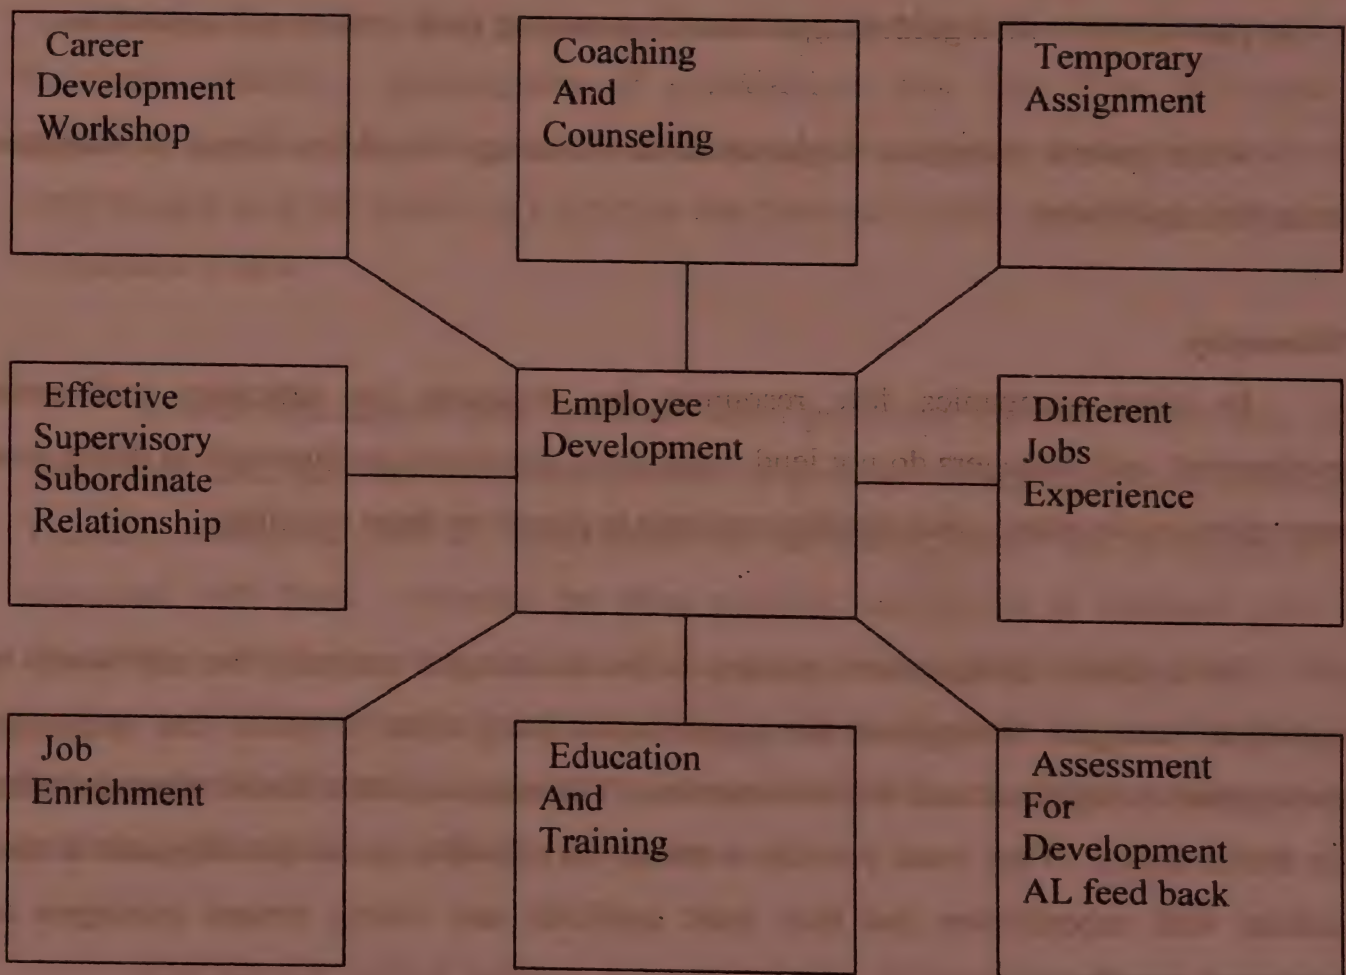 Career
Development
Workshop
Coaching
And
Counseling
Temporary
Assignment
Effective
Supervisory
Subordinate
Relationship
Employee
Development
Different
Jobs
Experience
Job
Enrichment
Education
And
Training
Assessment
For
Development
AL feed back